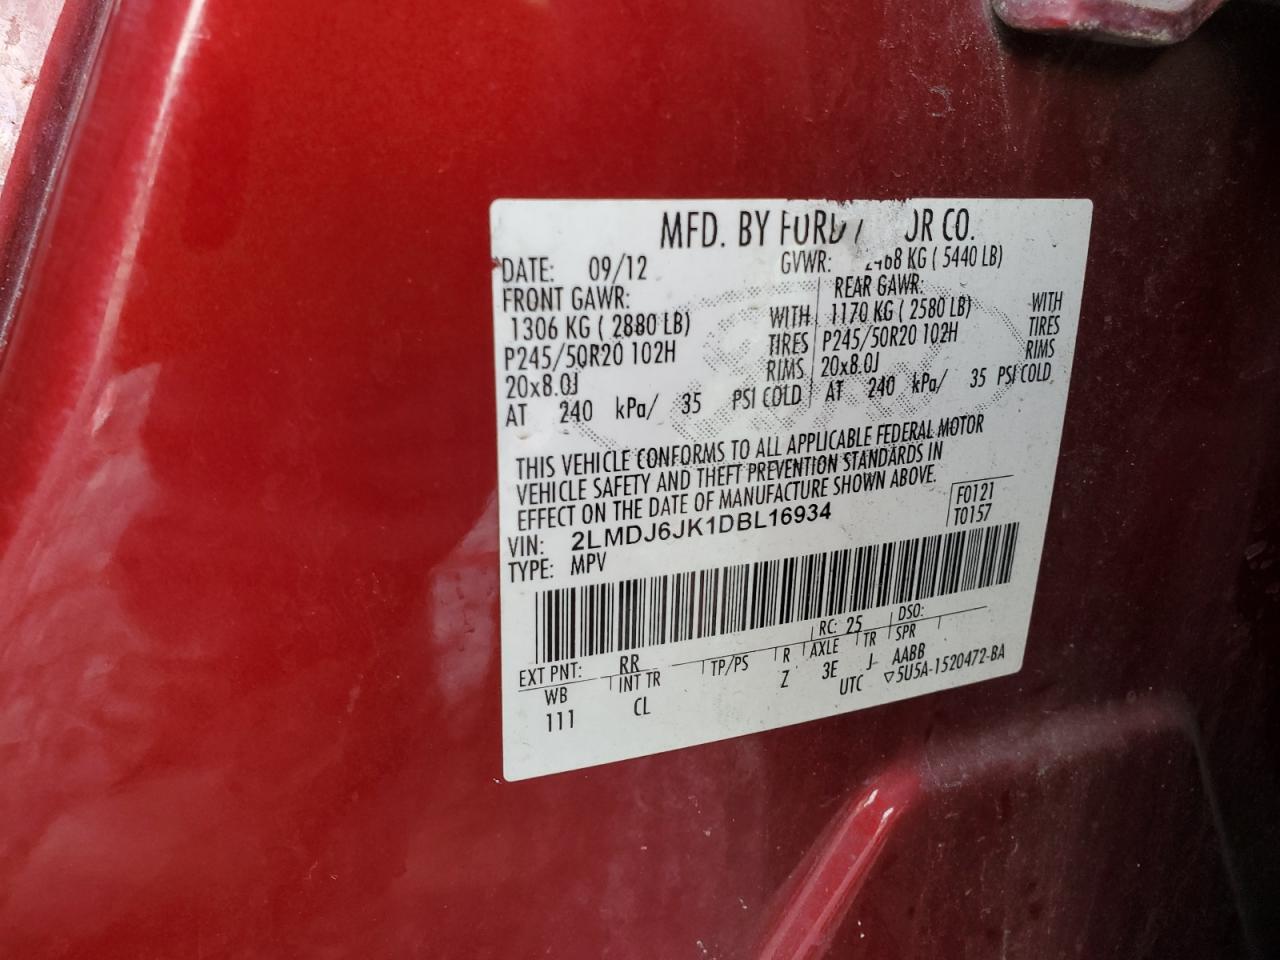 MFD. BY FORD OR CO.
DATE: 09/12 GVWR: 2468 KG ( 5440 LB)
FRONT GAWR: REAR GAWR:
1306 KG ( 2880 LB) WITH 1170 KG ( 2580 LB) WITH
P245/50R20 102H TIRES P245/50R20 102H TIRES
20x8.0J RIMS 20x8.0J RIMS
AT 240 kPa/ 35 PSI COLD AT 240 kPa/ 35 PSI COLD
THIS VEHICLE CONFORMS TO ALL APPLICABLE FEDERAL MOTOR
VEHICLE SAFETY AND THEFT PREVENTION STANDARDS IN
EFFECT ON THE DATE OF MANUFACTURE SHOWN ABOVE.
F0121
VIN: 2LMDJ6JK1DBL16934 T0157
TYPE: MPV
EXT PNT: RR RC: 25 DSO:
WB INT TR TP/PS R AXLE TR SPR
111 CL Z 3E J AABB
UTC ▽5U5A-1520472-BA